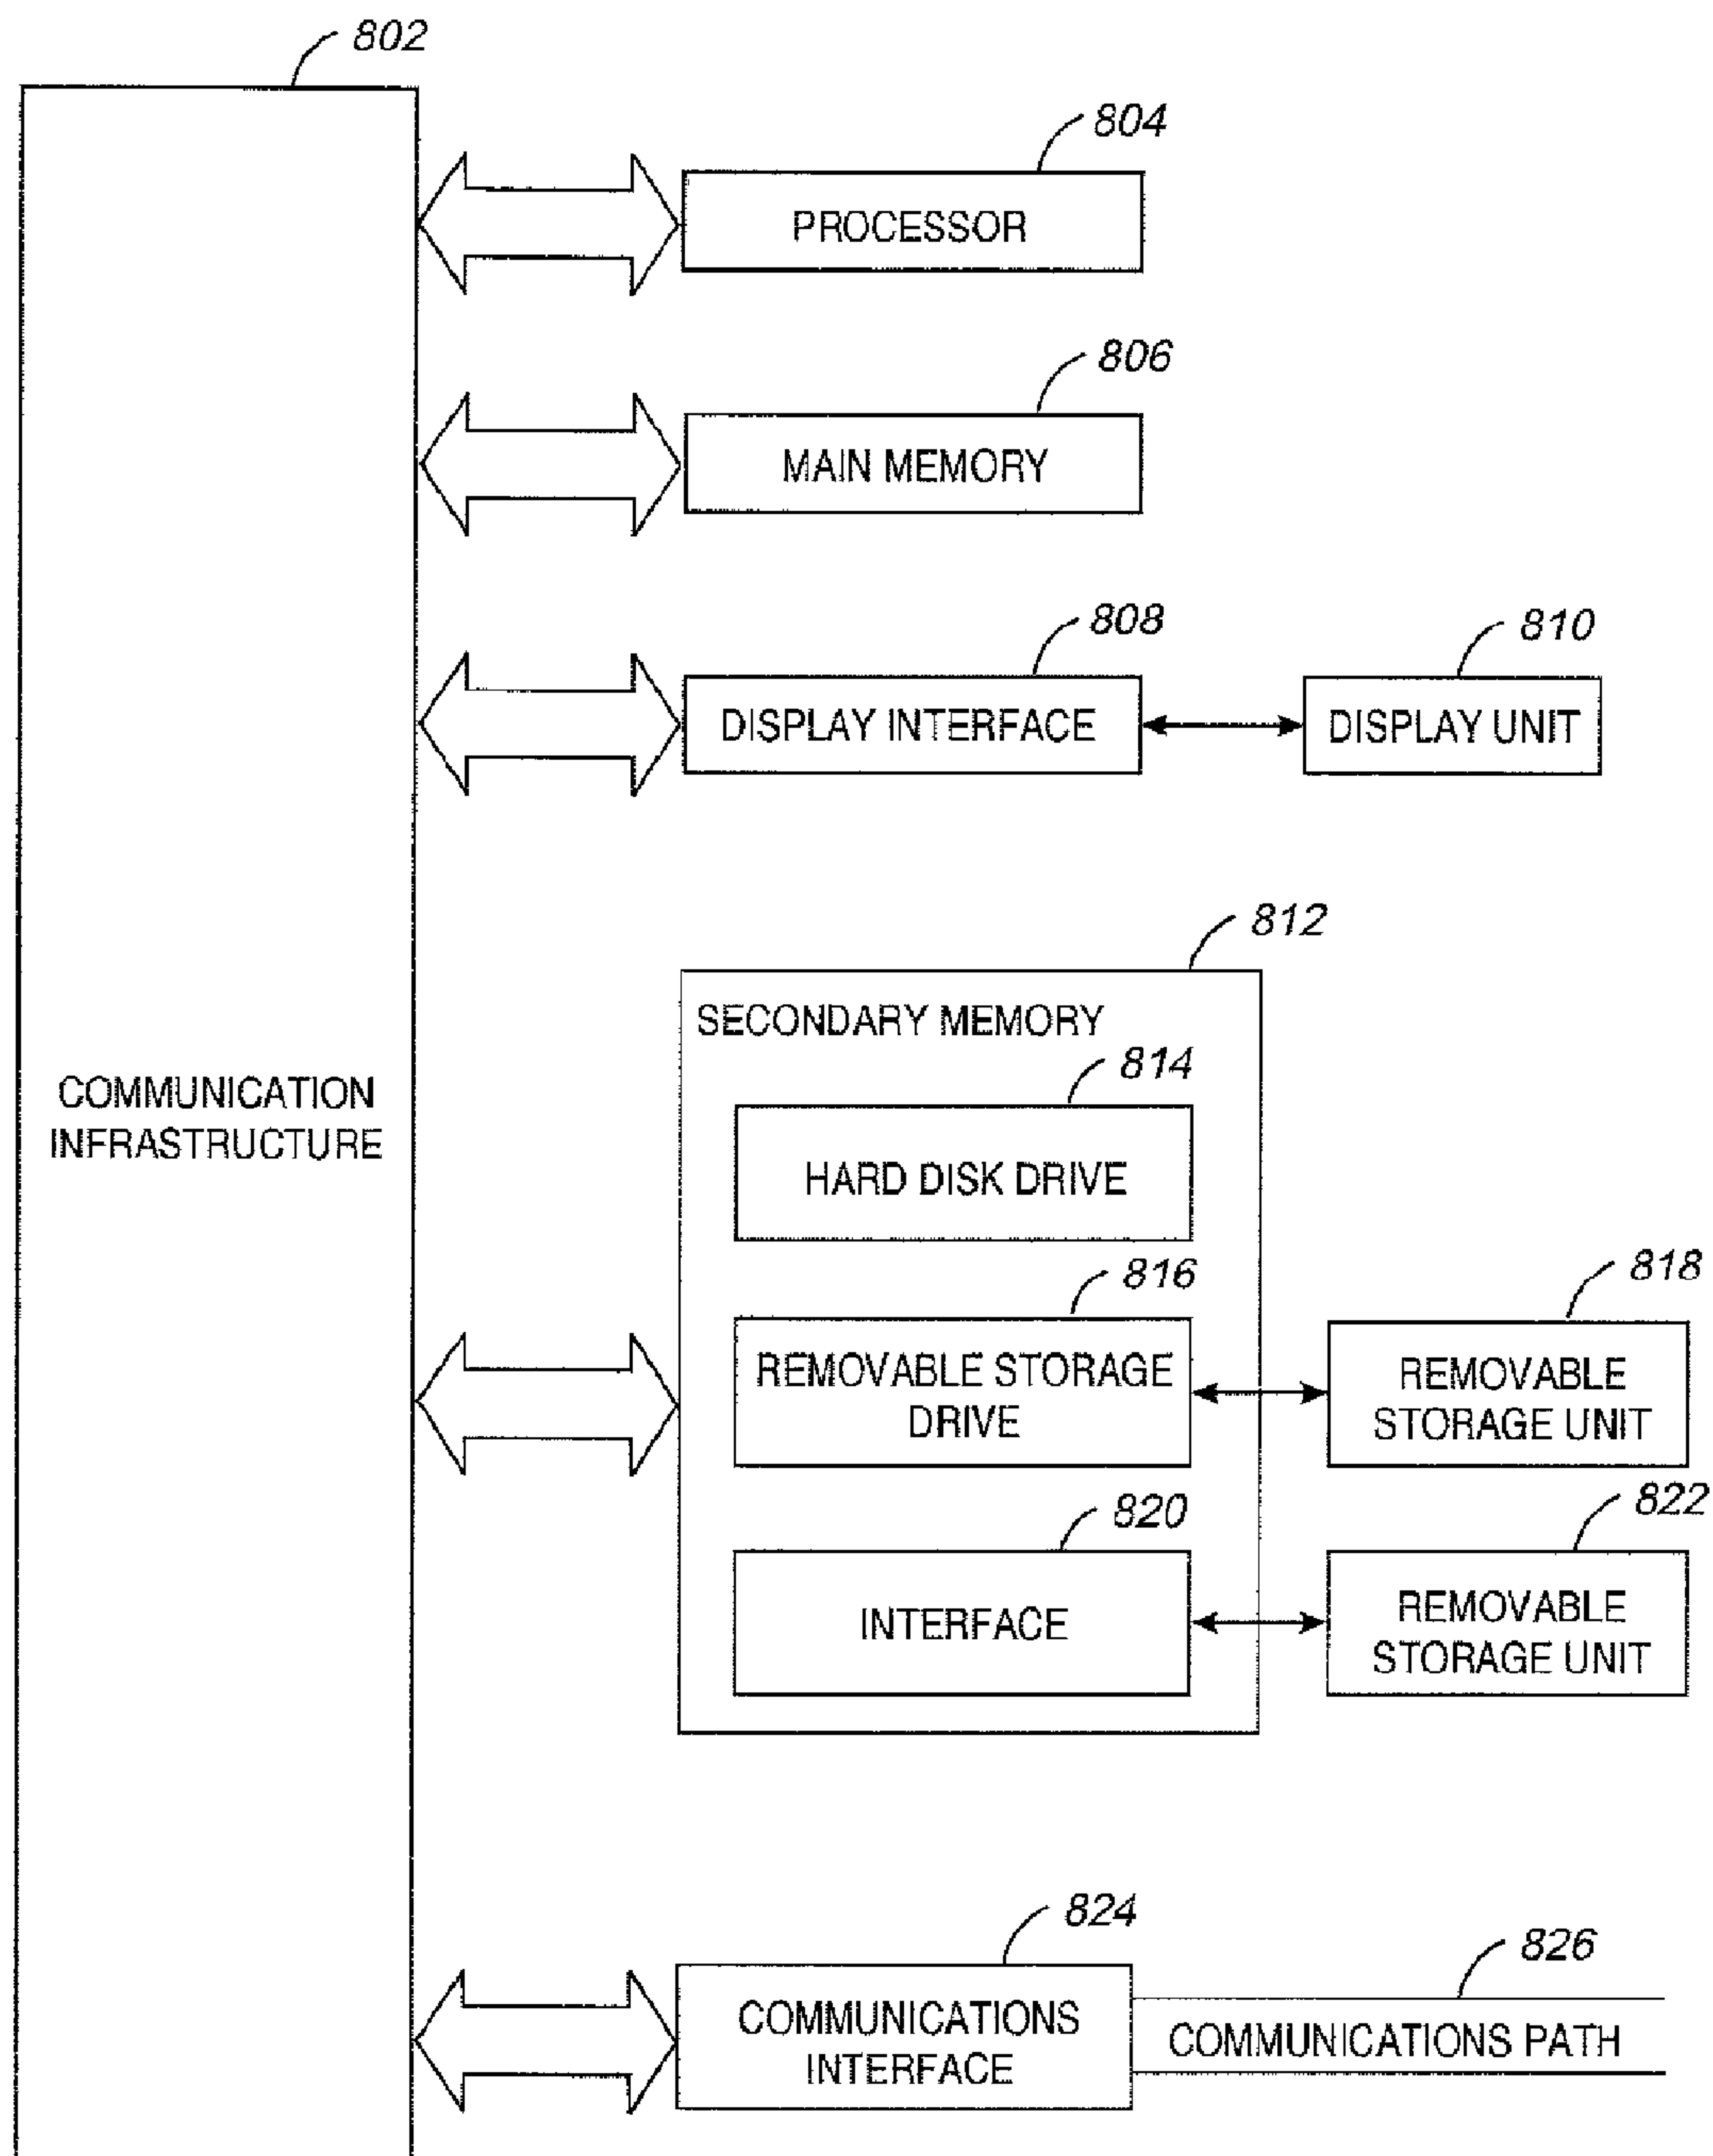 802
804
PROCESSOR
806
MAIN MEMORY
808
810
DISPLAY INTERFACE
DISPLAY UNIT
812
SECONDARY MEMORY
814
COMMUNICATION
INFRASTRUCTURE
HARD DISK DRIVE
816
818
REMOVABLE STORAGE
DRIVE
REMOVABLE
STORAGE UNIT
820
822
INTERFACE
REMOVABLE
STORAGE UNIT
824
826
COMMUNICATIONS
INTERFACE
COMMUNICATIONS PATH